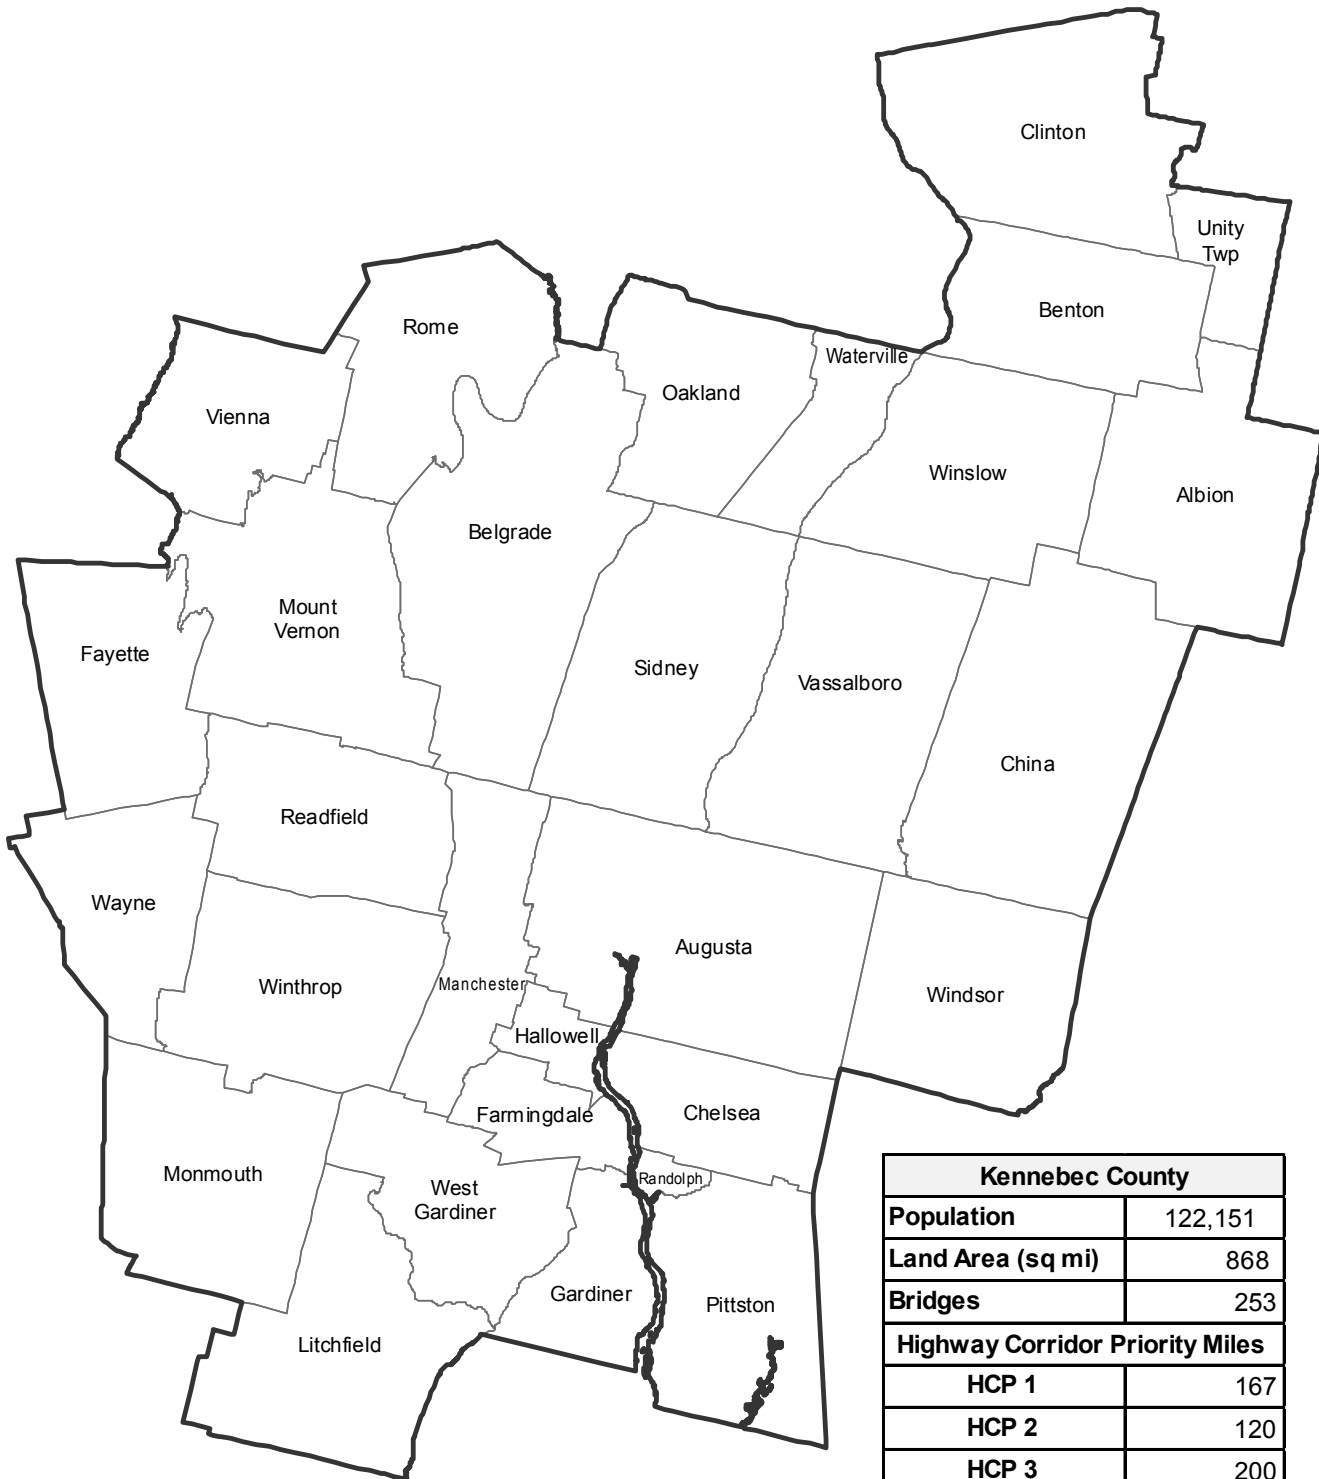 Clinton
Unity
Twp
Benton
Rome
Waterville
Oakland
Vienna
Winslow
Albion
Belgrade
Mount
Vernon
Fayette
Sidney
Vassalboro
China
Readfield
Wayne
Augusta
Winthrop
Manchester
Windsor
Hallowell
Farmingdale
Chelsea
Monmouth
Randolph
West
Gardiner
Gardiner
Pittston
Litchfield
Kennebec County
Population 122,151
Land Area (sq mi) 868
Bridges 253
Highway Corridor Priority Miles
HCP 1 167
HCP 2 120
HCP 3 200